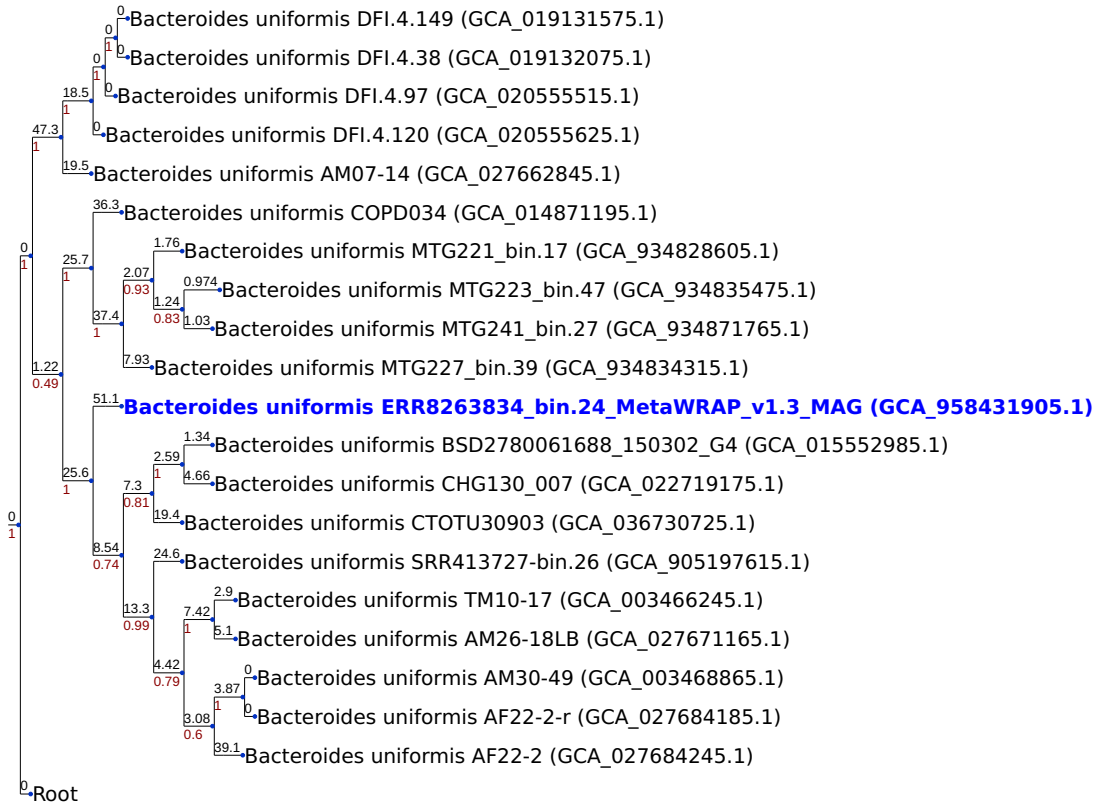 0
Bacteroides uniformis DFI.4.149 (GCA_019131575.1)
0
1
0
Bacteroides uniformis DFI.4.38 (GCA_019132075.1)
0
1
0
Bacteroides uniformis DFI.4.97 (GCA_020555515.1)
18.5
1
0
Bacteroides uniformis DFI.4.120 (GCA_020555625.1)
47.3
1
19.5
Bacteroides uniformis AM07-14 (GCA_027662845.1)
36.3
Bacteroides uniformis COPD034 (GCA_014871195.1)
0
1
25.7
1
1.76
Bacteroides uniformis MTG221_bin.17 (GCA_934828605.1)
2.07
0.93
0.974
Bacteroides uniformis MTG223_bin.47 (GCA_934835475.1)
1.24
0.83
37.4
1
1.03
Bacteroides uniformis MTG241_bin.27 (GCA_934871765.1)
1.22
0.49
7.93
Bacteroides uniformis MTG227_bin.39 (GCA_934834315.1)
51.1
Bacteroides uniformis ERR8263834_bin.24_MetaWRAP_v1.3_MAG (GCA_958431905.1)
1.34
Bacteroides uniformis BSD2780061688_150302_G4 (GCA_015552985.1)
2.59
1
25.6
1
4.66
Bacteroides uniformis CHG130_007 (GCA_022719175.1)
7.3
0.81
19.4
Bacteroides uniformis CTOTU30903 (GCA_036730725.1)
0
1
8.54
0.74
24.6
Bacteroides uniformis SRR413727-bin.26 (GCA_905197615.1)
13.3
0.99
2.9
Bacteroides uniformis TM10-17 (GCA_003466245.1)
7.42
1
5.1
Bacteroides uniformis AM26-18LB (GCA_027671165.1)
4.42
0.79
0
Bacteroides uniformis AM30-49 (GCA_003468865.1)
3.87
1
0
Bacteroides uniformis AF22-2-r (GCA_027684185.1)
3.08
0.6
39.1
Bacteroides uniformis AF22-2 (GCA_027684245.1)
0
Root